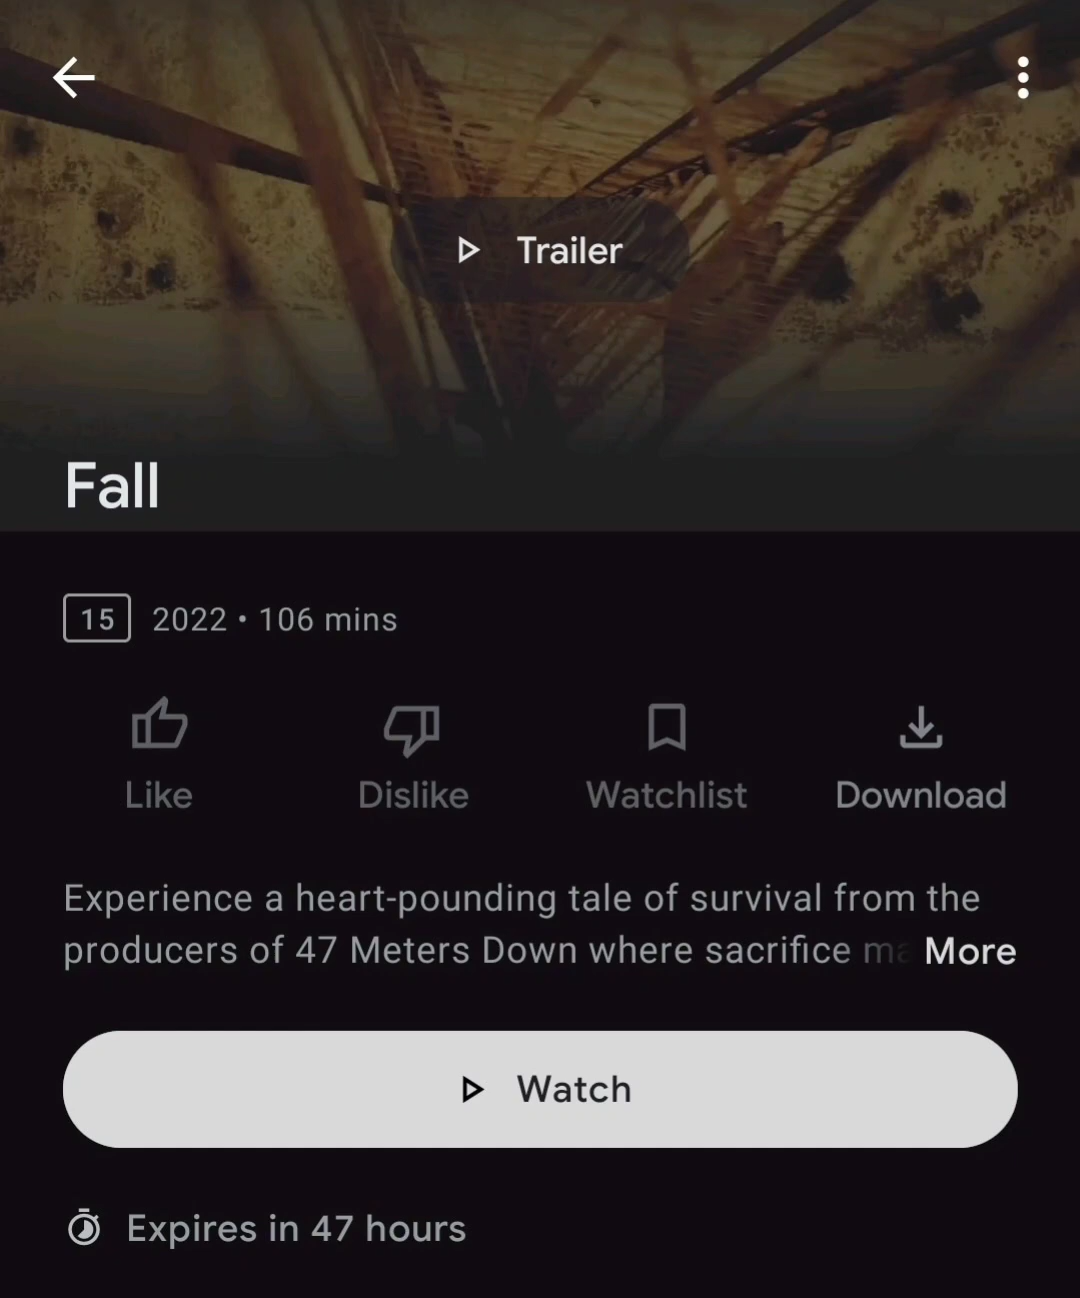 Trailer
Fall
15 2022 • 106 mins
Like Dislike Watchlist Download
Experience a heart-pounding tale of survival from the
producers of 47 Meters Down where sacrifice More
Watch
Expires in 47 hours